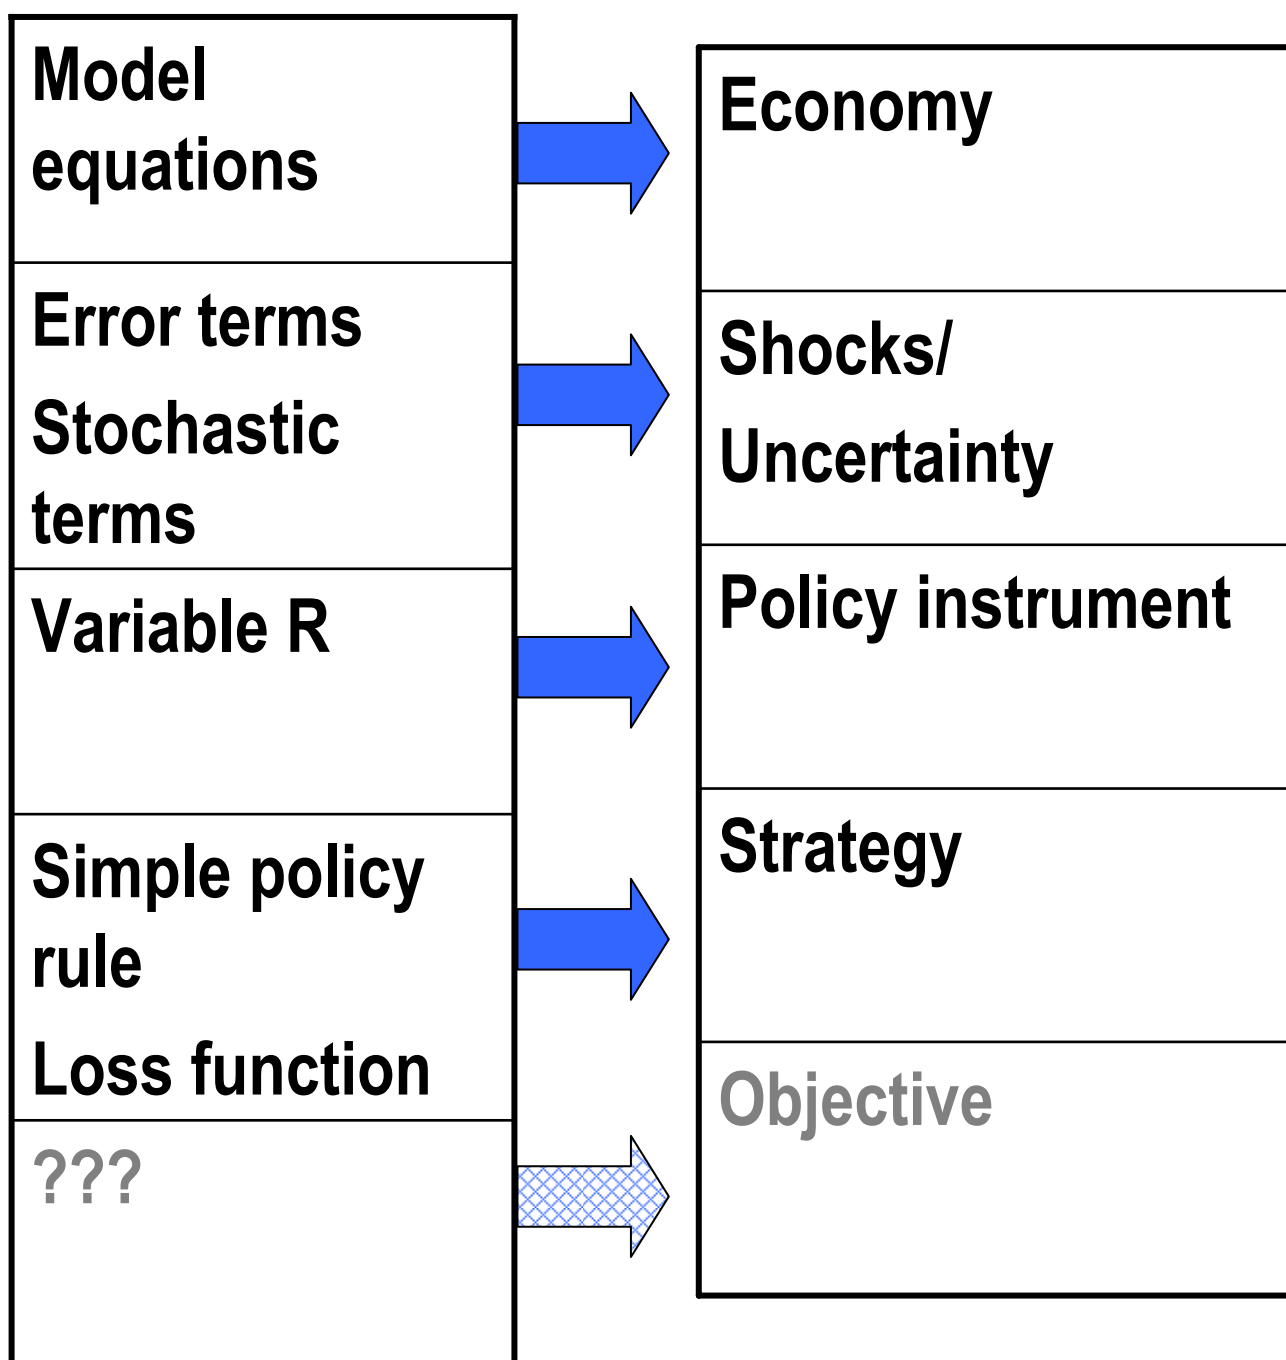 Model
equations
Error terms
Stochastic
terms
Variable R
Simple policy
rule
Loss function
???
Economy
Shocks/
Uncertainty
Policy instrument
Strategy
Objective